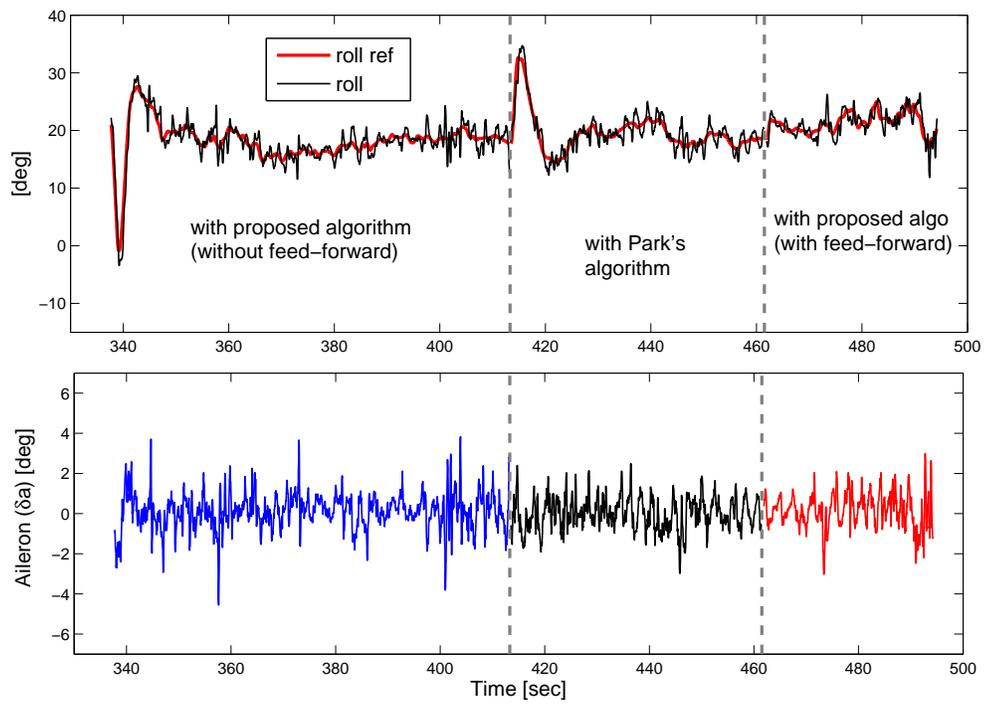 40
30
20
10
0
−10
[deg]
roll ref
roll
with proposed algorithm
(without feed−forward)
with Park's
algorithm
with proposed algo
(with feed−forward)
340 360 380 400 420 440 460 480 500
6
4
2
0
−2
−4
−6
Aileron (δa) [deg]
340 360 380 400 420 440 460 480 500
Time [sec]